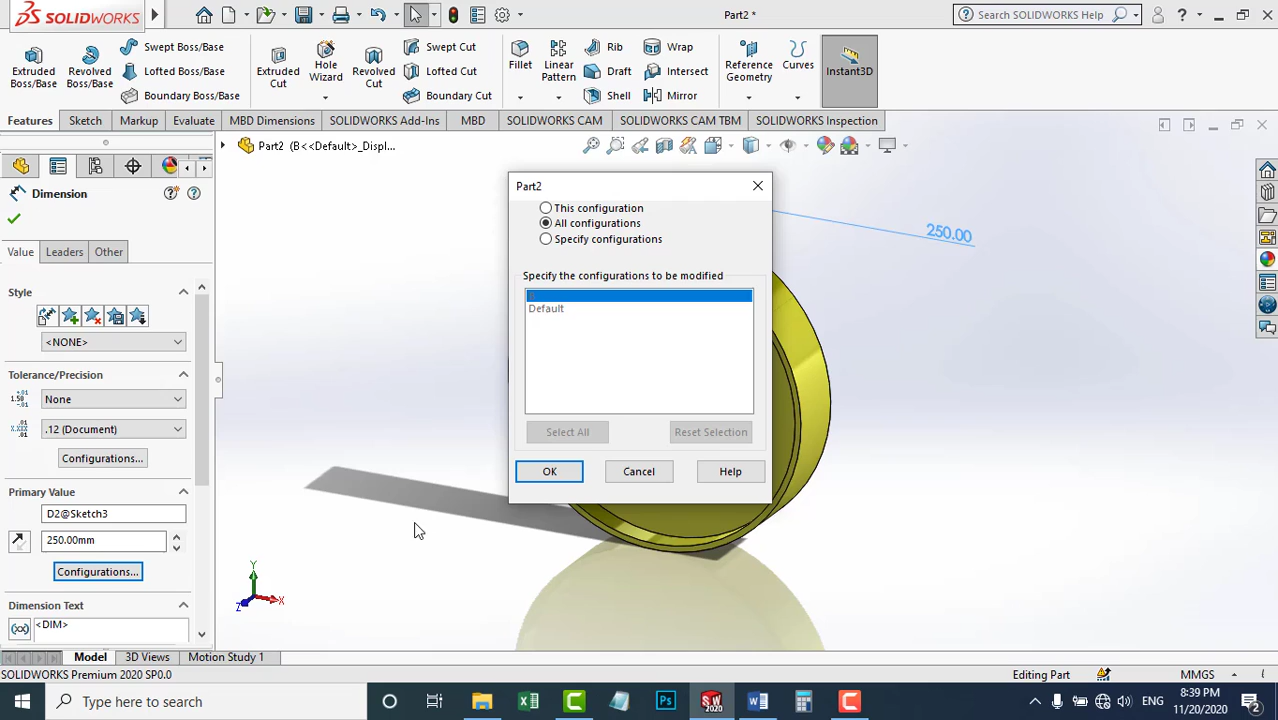 SOLIDWORKS
Part2 *
Search SOLIDWORKS Help
Extruded Boss/Base
Revolved Boss/Base
Swept Boss/Base
Lofted Boss/Base
Boundary Boss/Base
Extruded Cut
Hole Wizard
Revolved Cut
Swept Cut
Lofted Cut
Boundary Cut
Fillet
Linear Pattern
Rib
Draft
Shell
Wrap
Intersect
Mirror
Reference Geometry
Curves
Instant3D
Features
Sketch
Markup
Evaluate
MBD Dimensions
SOLIDWORKS Add-Ins
MBD
SOLIDWORKS CAM
SOLIDWORKS CAM TBM
SOLIDWORKS Inspection
Part2 (B<<Default>_Displ...
Dimension
Value
Leaders
Other
Style
<NONE>
Tolerance/Precision
None
.12 (Document)
Configurations...
Primary Value
D2@Sketch3
250.00mm
Configurations...
Dimension Text
<DIM>
Part2
This configuration
All configurations
Specify configurations
Specify the configurations to be modified
Default
Select All
Reset Selection
OK
Cancel
Help
250.00
Y
Z
X
Model
3D Views
Motion Study 1
SOLIDWORKS Premium 2020 SP0.0
Editing Part
MMGS
Type here to search
ENG
8:39 PM
11/20/2020
2